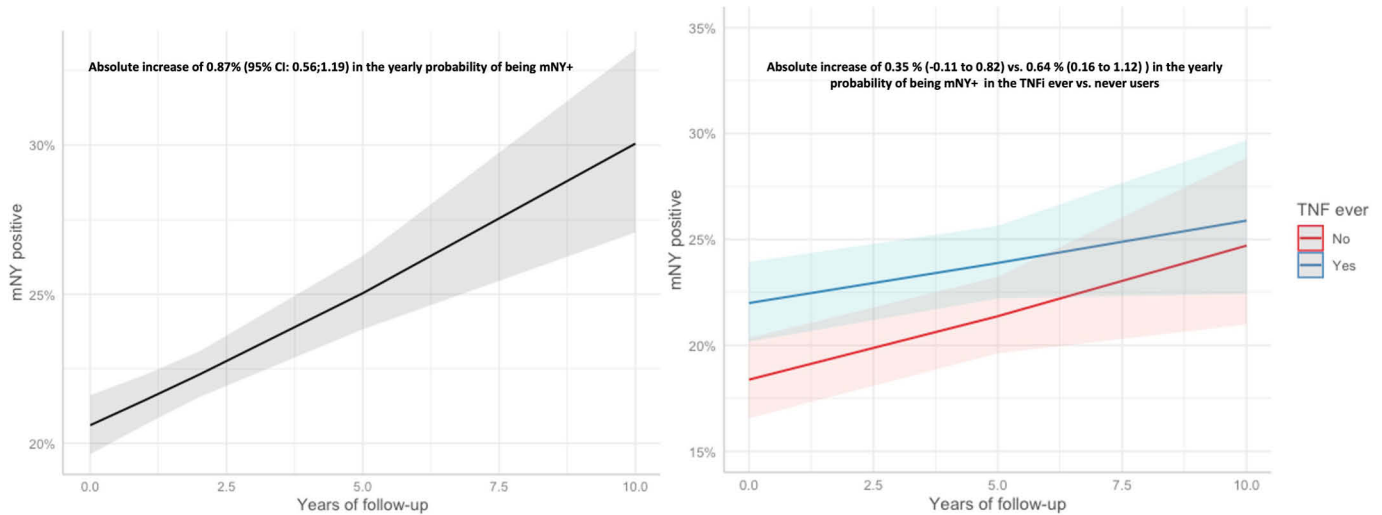 Absolute increase of 0.87% (95% CI: 0.56;1.19) in the yearly probability of being mNY+
mNY positive
30%
25%
20%
0.0
2.5
5.0
7.5
10.0
Years of follow-up
Absolute increase of 0.35 % (-0.11 to 0.82) vs. 0.64 % (0.16 to 1.12) ) in the yearly
probability of being mNY+ in the TNFi ever vs. never users
mNY positive
35%
30%
25%
20%
15%
0.0
2.5
5.0
7.5
10.0
Years of follow-up
TNF ever
No
Yes